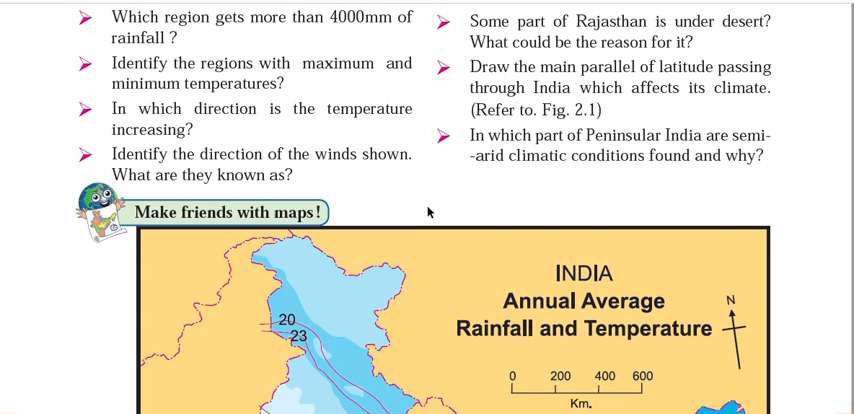 Which region gets more than 4000mm of
rainfall ?
Identify the regions with maximum and
minimum temperatures?
In which direction is the temperature
increasing?
Identify the direction of the winds shown.
What are they known as?
Some part of Rajasthan is under desert?
What could be the reason for it?
Draw the main parallel of latitude passing
through India which affects its climate.
(Refer to. Fig. 2.1)
In which part of Peninsular India are semi-
-arid climatic conditions found and why?
Make friends with maps!
INDIA
Annual Average
Rainfall and Temperature
N
0 200 400 600
Km.
20
23